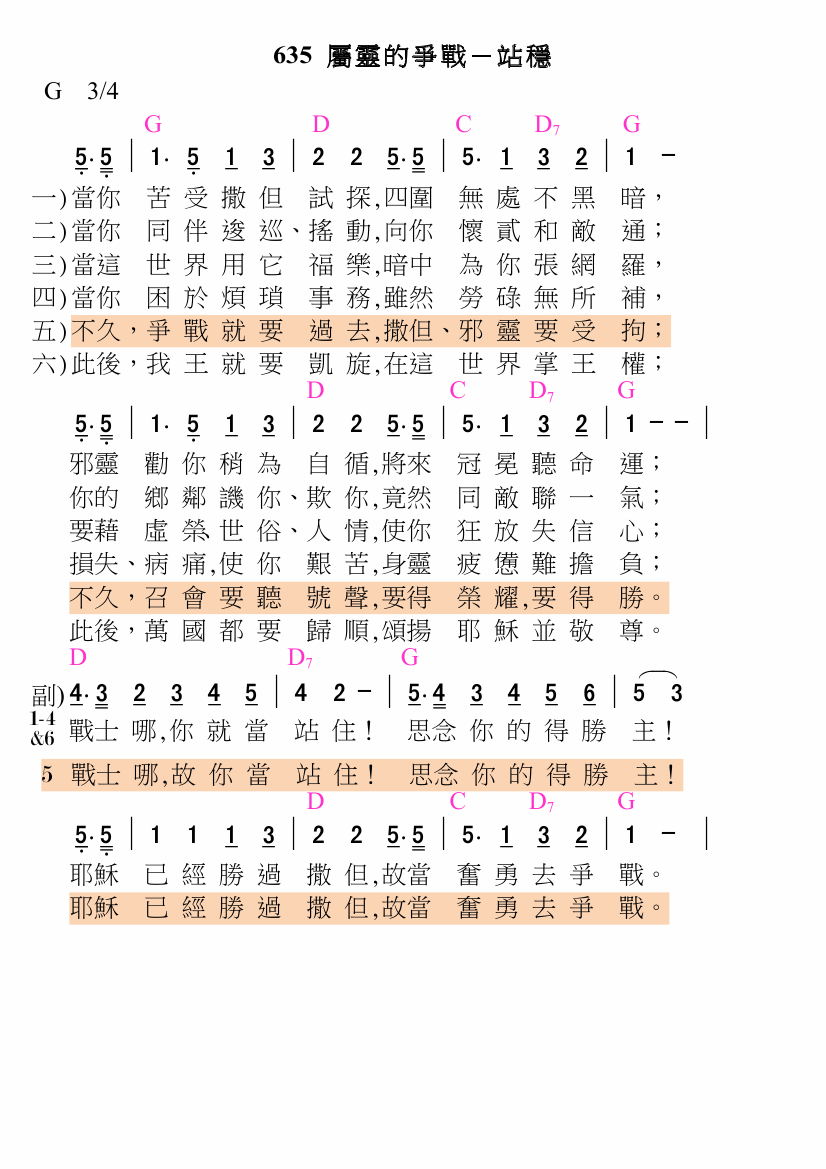 635 屬靈的爭戰－站穩
G 3/4
G D C D7 G
5· 5 | 1· 5 1 3 | 2 2 5· 5 | 5· 1 3 2 | 1 －
一)當你 苦受撒但 試探,四圍 無處不黑 暗，
二)當你 同伴逡巡、搖動,向你 懷貳和敵 通；
三)當這 世界用它 福樂,暗中 為你張網 羅，
四)當你 困於煩瑣 事務,雖然 勞碌無所 補，
五)不久，爭戰就要 過去,撒但、邪靈要受 拘；
六)此後，我王就要 凱旋,在這 世界掌王 權；
D C D7 G
5· 5 | 1· 5 1 3 | 2 2 5· 5 | 5· 1 3 2 | 1 － － |
邪靈 勸你稍為 自循,將來 冠冕聽命 運；
你的 鄉鄰譏你、欺你,竟然 同敵聯一 氣；
要藉 虛榮、世俗、人情,使你 狂放失信 心；
損失、病痛,使你 艱苦,身靈 疲憊難擔 負；
不久，召會要聽 號聲,要得 榮耀,要得 勝。
此後，萬國都要 歸順,頌揚 耶穌並敬 尊。
D D7 G
副) 4· 3 2 3 4 5 | 4 2 － | 5· 4 3 4 5 6 | 5 3
1-4 &6 戰士哪,你就當 站住！ 思念你的得勝 主！
5 戰士哪,故你當 站住！ 思念你的得勝 主！
D C D7 G
5· 5 | 1 1 1 3 | 2 2 5· 5 | 5· 1 3 2 | 1 － |
耶穌 已經勝過 撒但,故當 奮勇去爭 戰。
耶穌 已經勝過 撒但,故當 奮勇去爭 戰。